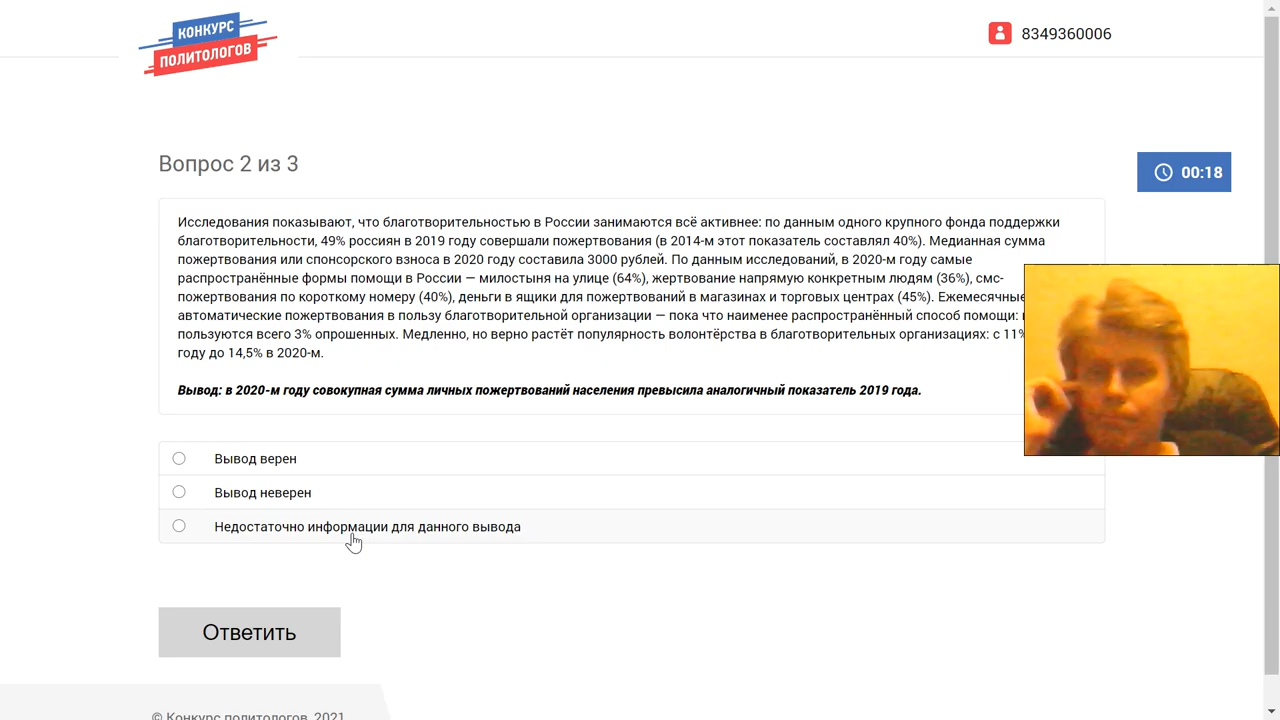 КОНКУРС
ПОЛИТОЛОГОВ
8349360006
Вопрос 2 из 3
00:18
Исследования показывают, что благотворительностью в России занимаются всё активнее: по данным одного крупного фонда поддержки
благотворительности, 49% россиян в 2019 году совершали пожертвования (в 2014-м этот показатель составлял 40%). Медианная сумма
пожертвования или спонсорского взноса в 2020 году составила 3000 рублей. По данным исследований, в 2020-м году самые
распространённые формы помощи в России — милостыня на улице (64%), жертвование напрямую конкретным людям (36%), смс-
пожертвования по короткому номеру (40%), деньги в ящики для пожертвований в магазинах и торговых центрах (45%). Ежемесячные
автоматические пожертвования в пользу благотворительной организации — пока что наименее распространённый способ помощи:
пользуются всего 3% опрошенных. Медленно, но верно растёт популярность волонтёрства в благотворительных организациях: с 11%
году до 14,5% в 2020-м.
Вывод: в 2020-м году совокупная сумма личных пожертвований населения превысила аналогичный показатель 2019 года.
Вывод верен
Вывод неверен
Недостаточно информации для данного вывода
Ответить
© Конкурс политологов, 2021